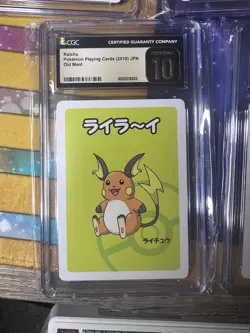 CGC
CERTIFIED GUARANTY COMPANY
Raichu
Pokémon Playing Cards (2019) JPN
Old Maid
10
ライラ〜イ
ライチュウ